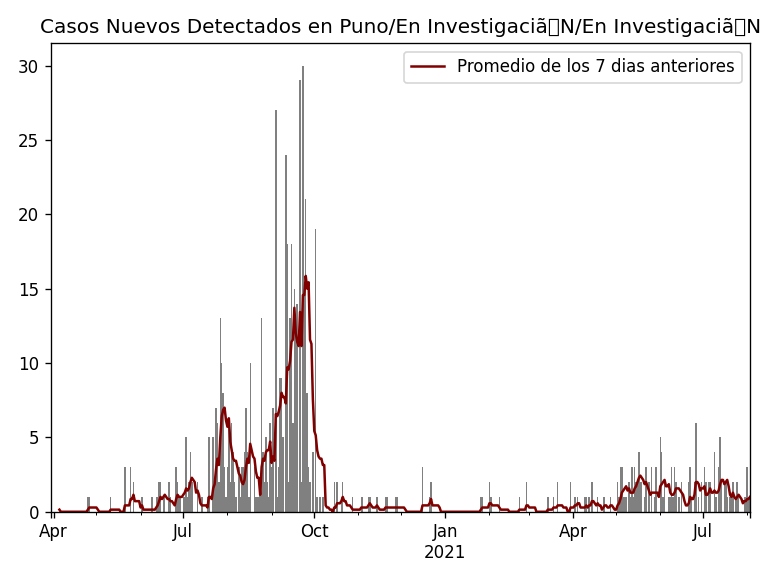 Casos Nuevos Detectados en Puno/En Investigaciã▯N/En Investigaciã▯N
Promedio de los 7 dias anteriores
30
25
20
15
10
5
0
Apr Jul Oct Jan Apr Jul
2021